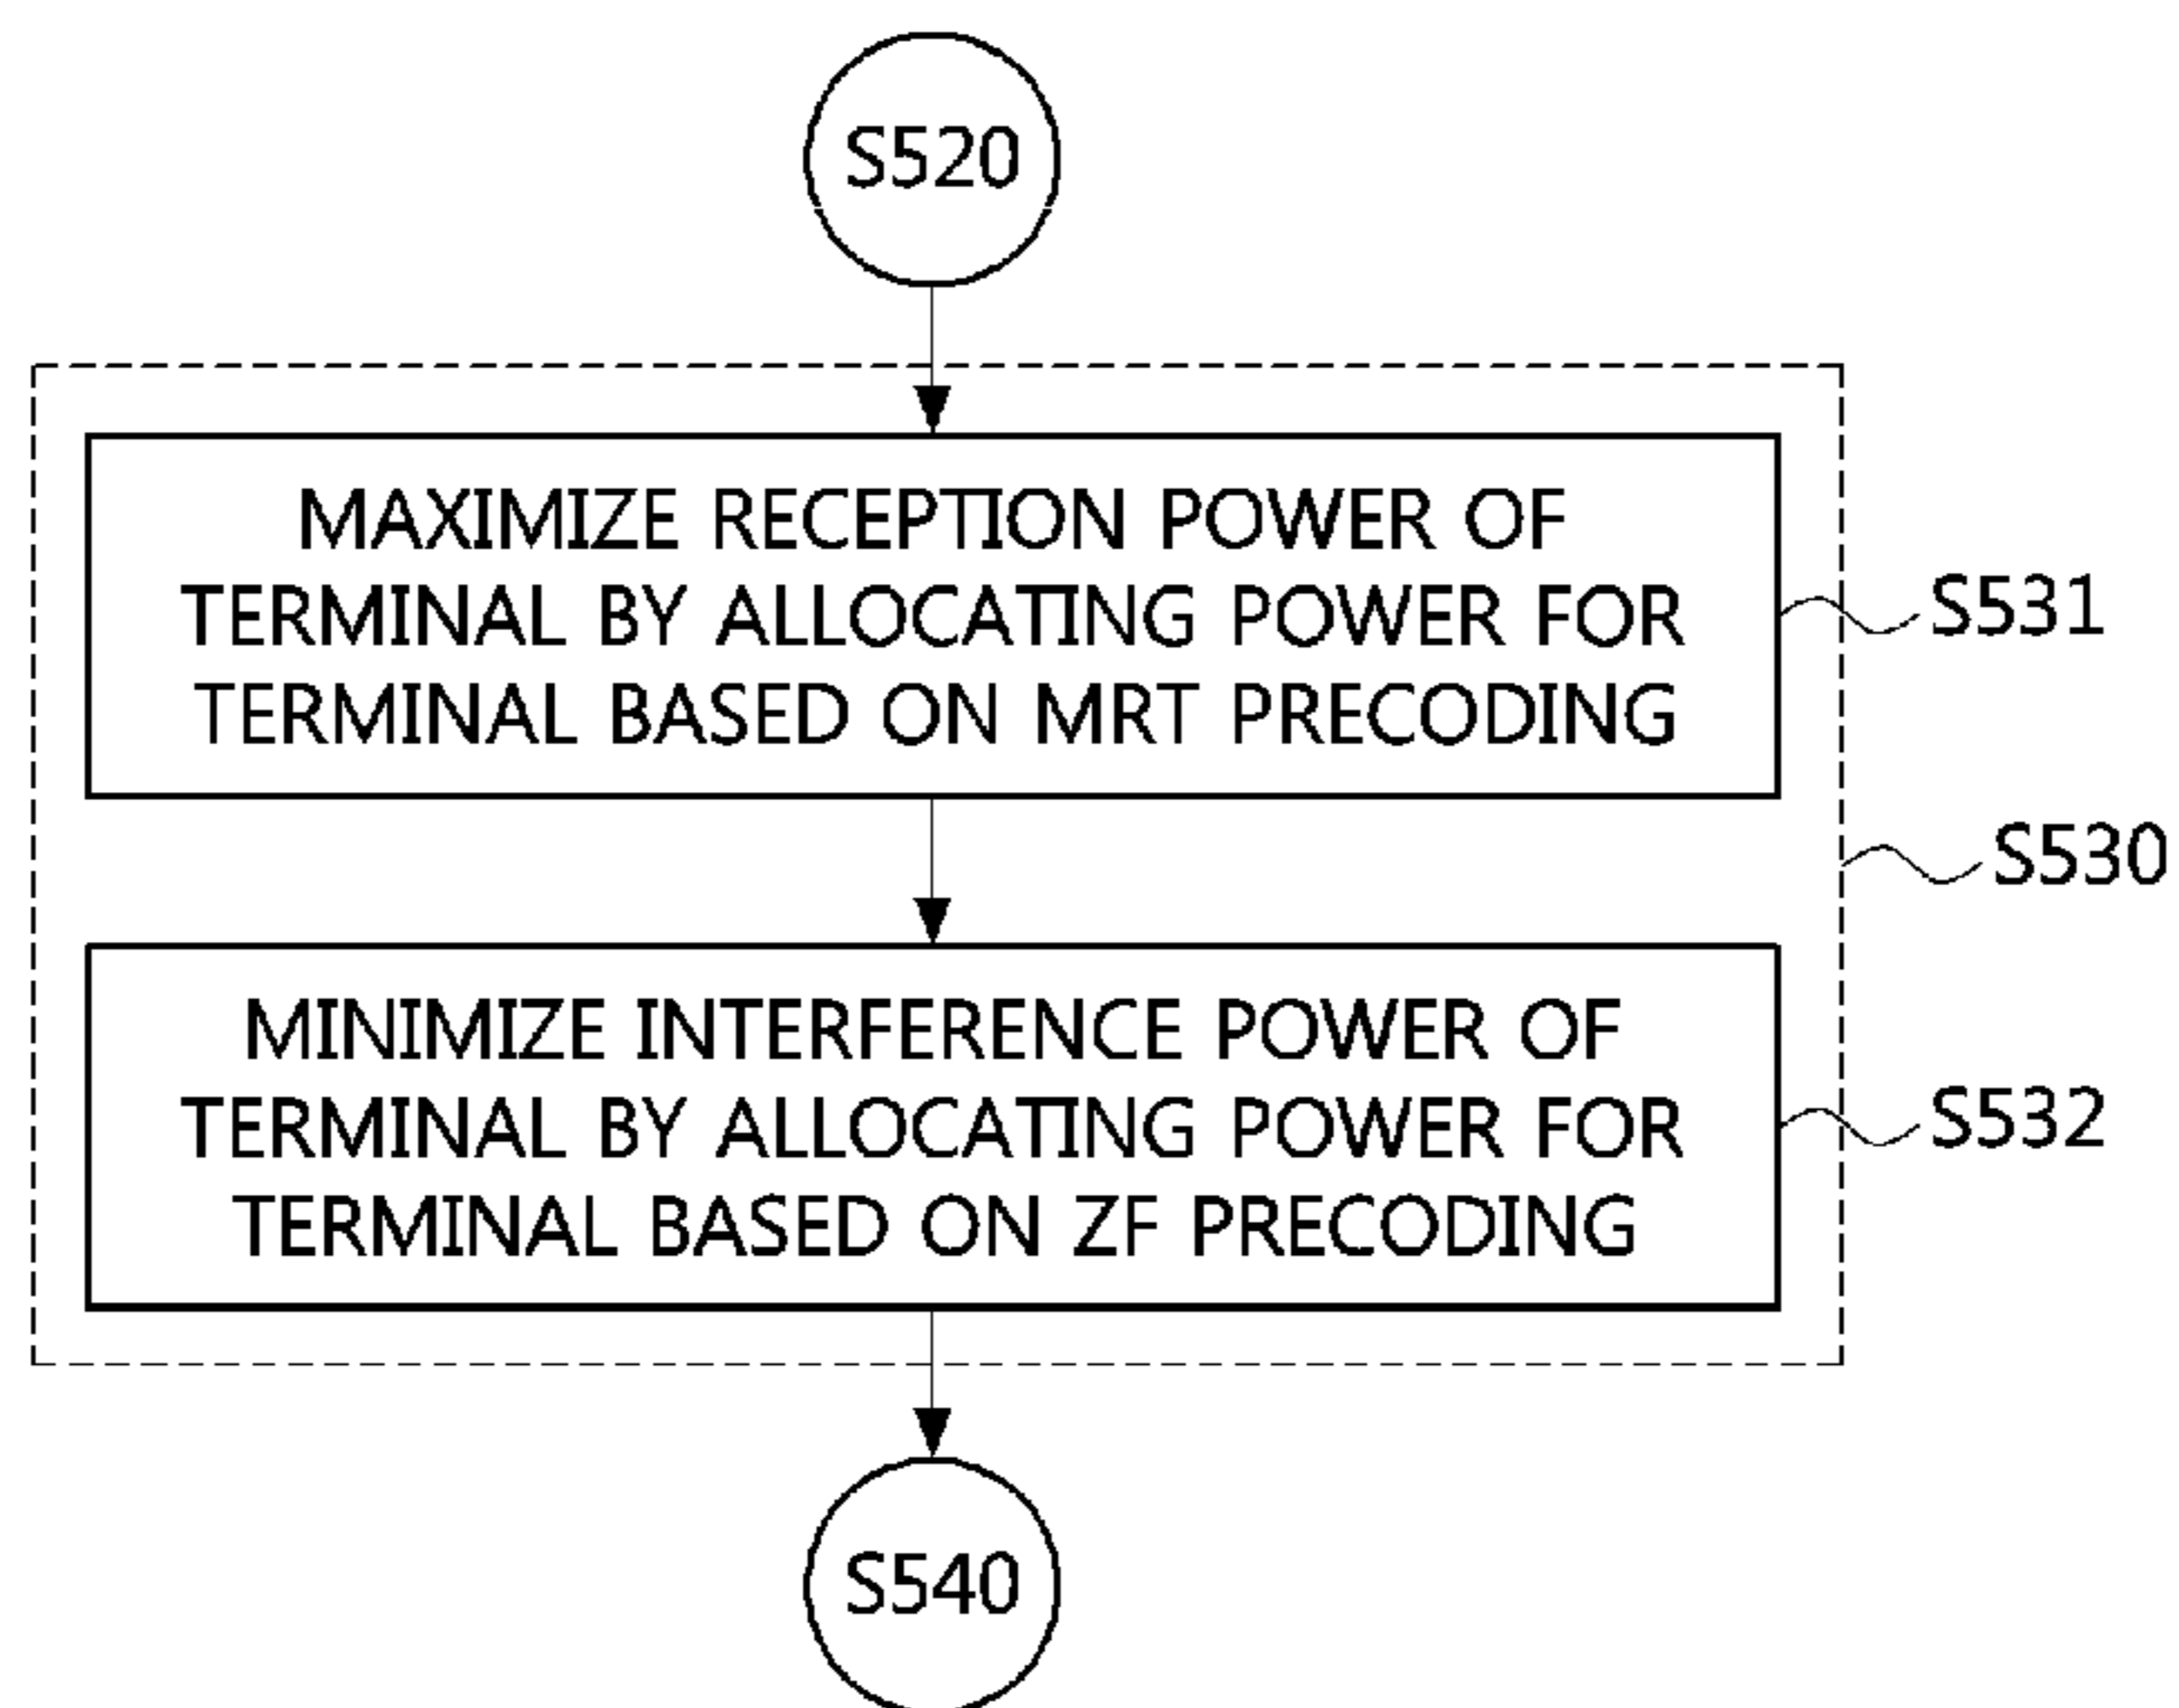 S520
MAXIMIZE RECEPTION POWER OF
TERMINAL BY ALLOCATING POWER FOR
TERMINAL BASED ON MRT PRECODING
S531
S530
MINIMIZE INTERFERENCE POWER OF
TERMINAL BY ALLOCATING POWER FOR
TERMINAL BASED ON ZF PRECODING
S532
S540